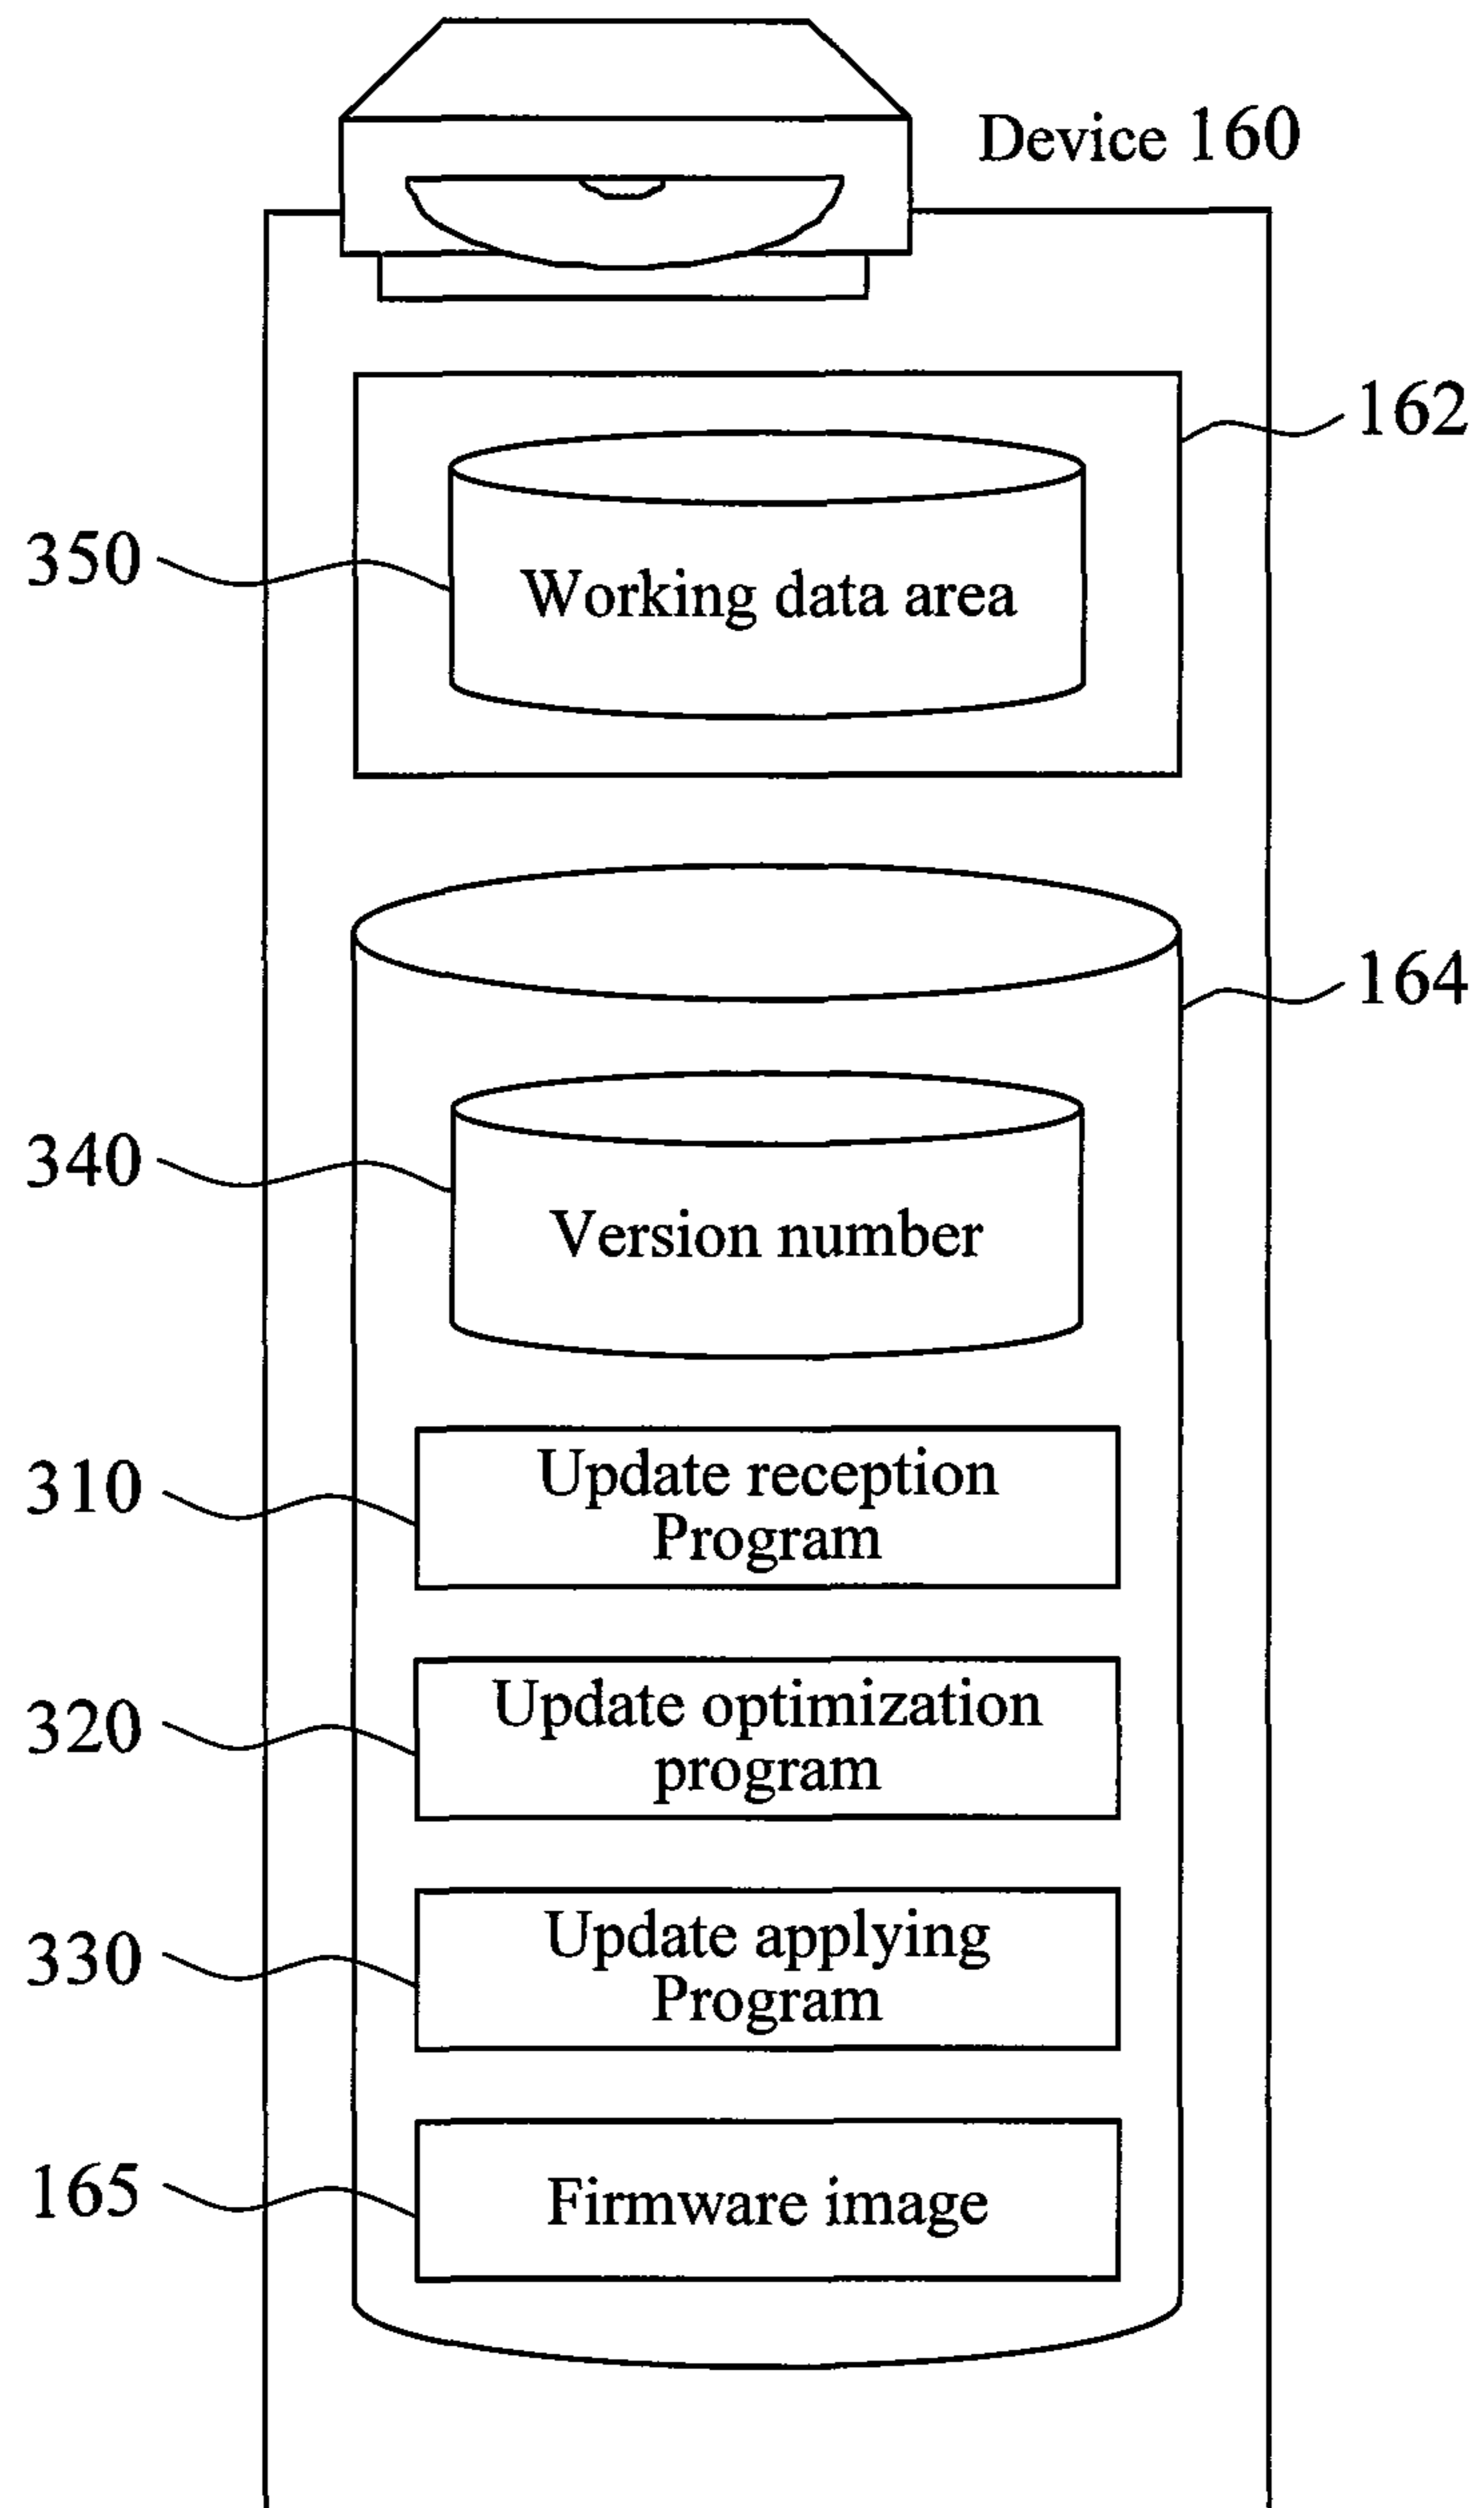 Device 160
162
350
Working data area
164
340
Version number
310
Update reception
Program
320
Update optimization
program
330
Update applying
Program
165
Firmware image